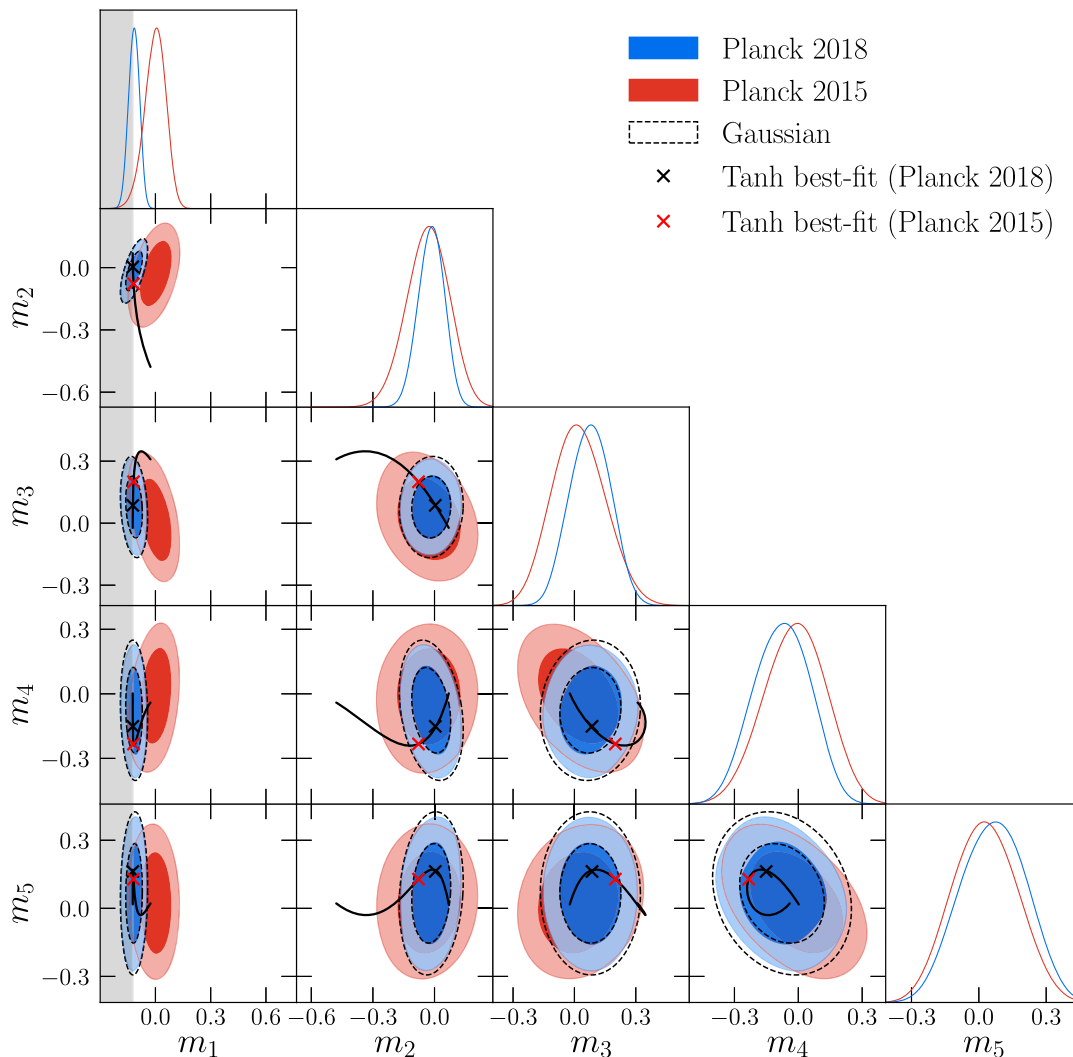 Planck 2018
Planck 2015
Gaussian
Tanh best-fit (Planck 2018)
Tanh best-fit (Planck 2015)
0.0
−0.3
−0.6
m₂
0.3
0.0
−0.3
m₃
0.3
0.0
−0.3
m₄
0.3
0.0
−0.3
m₅
0.0 0.3 0.6 −0.6 −0.3 0.0 −0.3 0.0 0.3 −0.3 0.0 0.3 −0.3 0.0 0.3
m₁ m₂ m₃ m₄ m₅